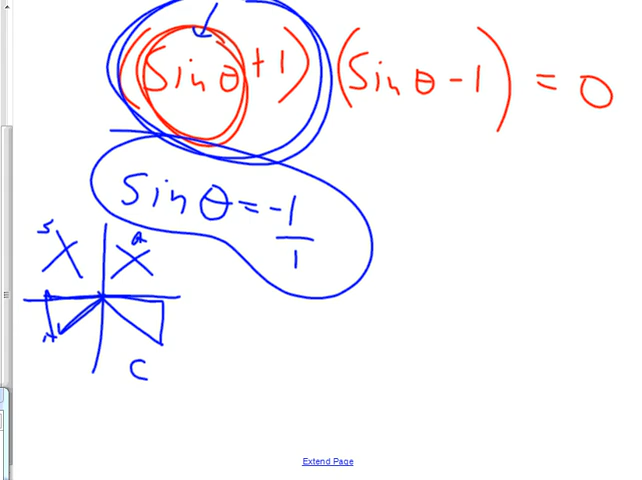 (sin θ + 1) (sin θ - 1) = 0
sin θ = -1/1
S A
T C
Extend Page